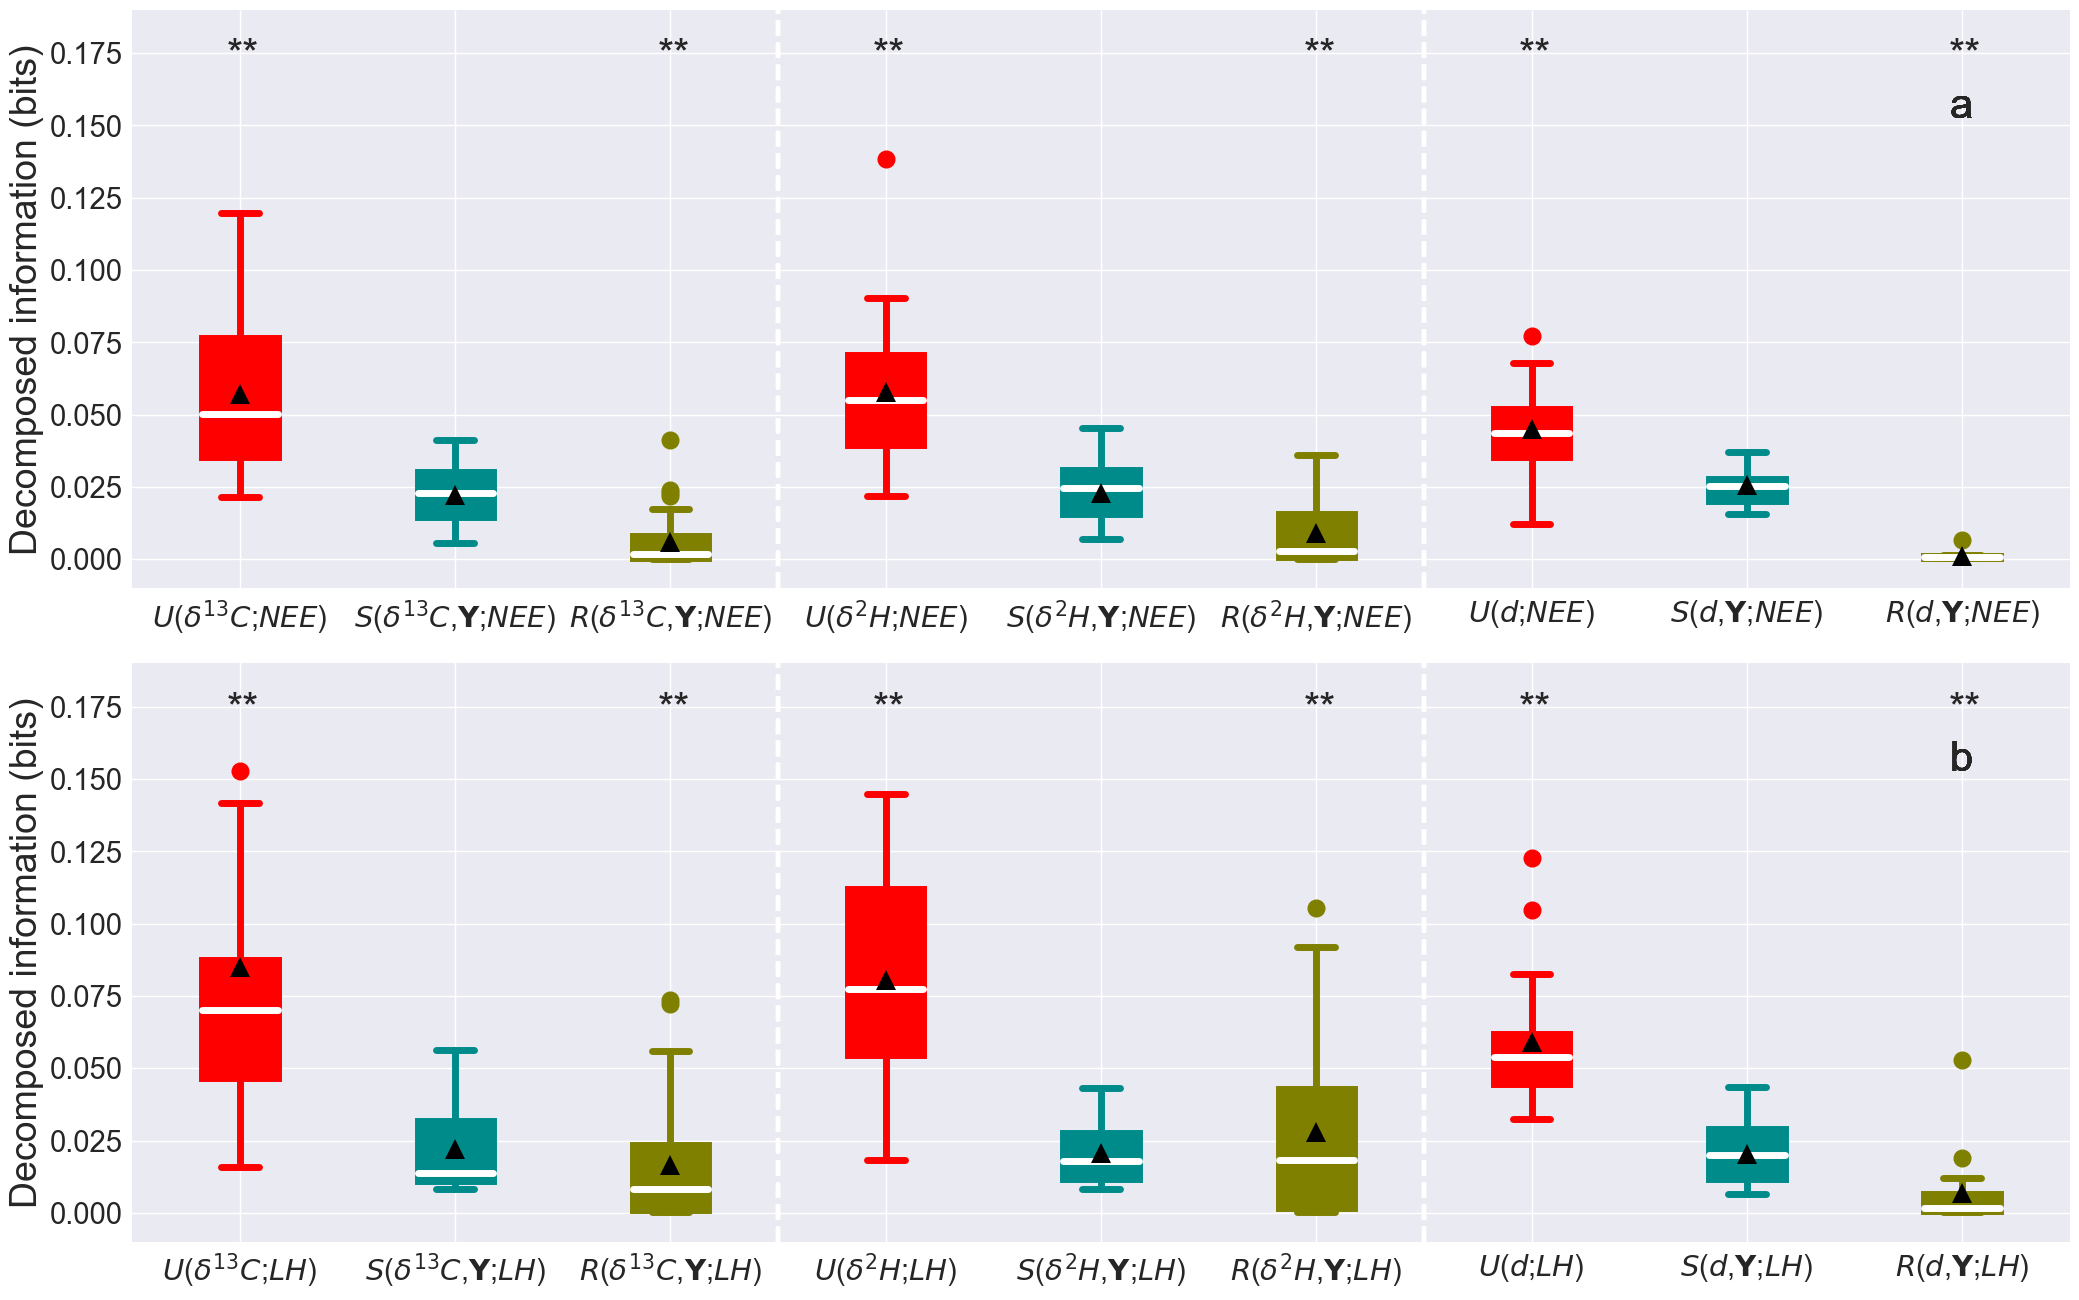 Decomposed information (bits)
0.175
0.150
0.125
0.100
0.075
0.050
0.025
0.000
** ** ** ** ** **
a
U(δ¹³C;NEE) S(δ¹³C,Y;NEE) R(δ¹³C,Y;NEE) U(δ²H;NEE) S(δ²H,Y;NEE) R(δ²H,Y;NEE) U(d;NEE) S(d,Y;NEE) R(d,Y;NEE)
Decomposed information (bits)
0.175
0.150
0.125
0.100
0.075
0.050
0.025
0.000
** ** ** ** ** **
b
U(δ¹³C;LH) S(δ¹³C,Y;LH) R(δ¹³C,Y;LH) U(δ²H;LH) S(δ²H,Y;LH) R(δ²H,Y;LH) U(d;LH) S(d,Y;LH) R(d,Y;LH)